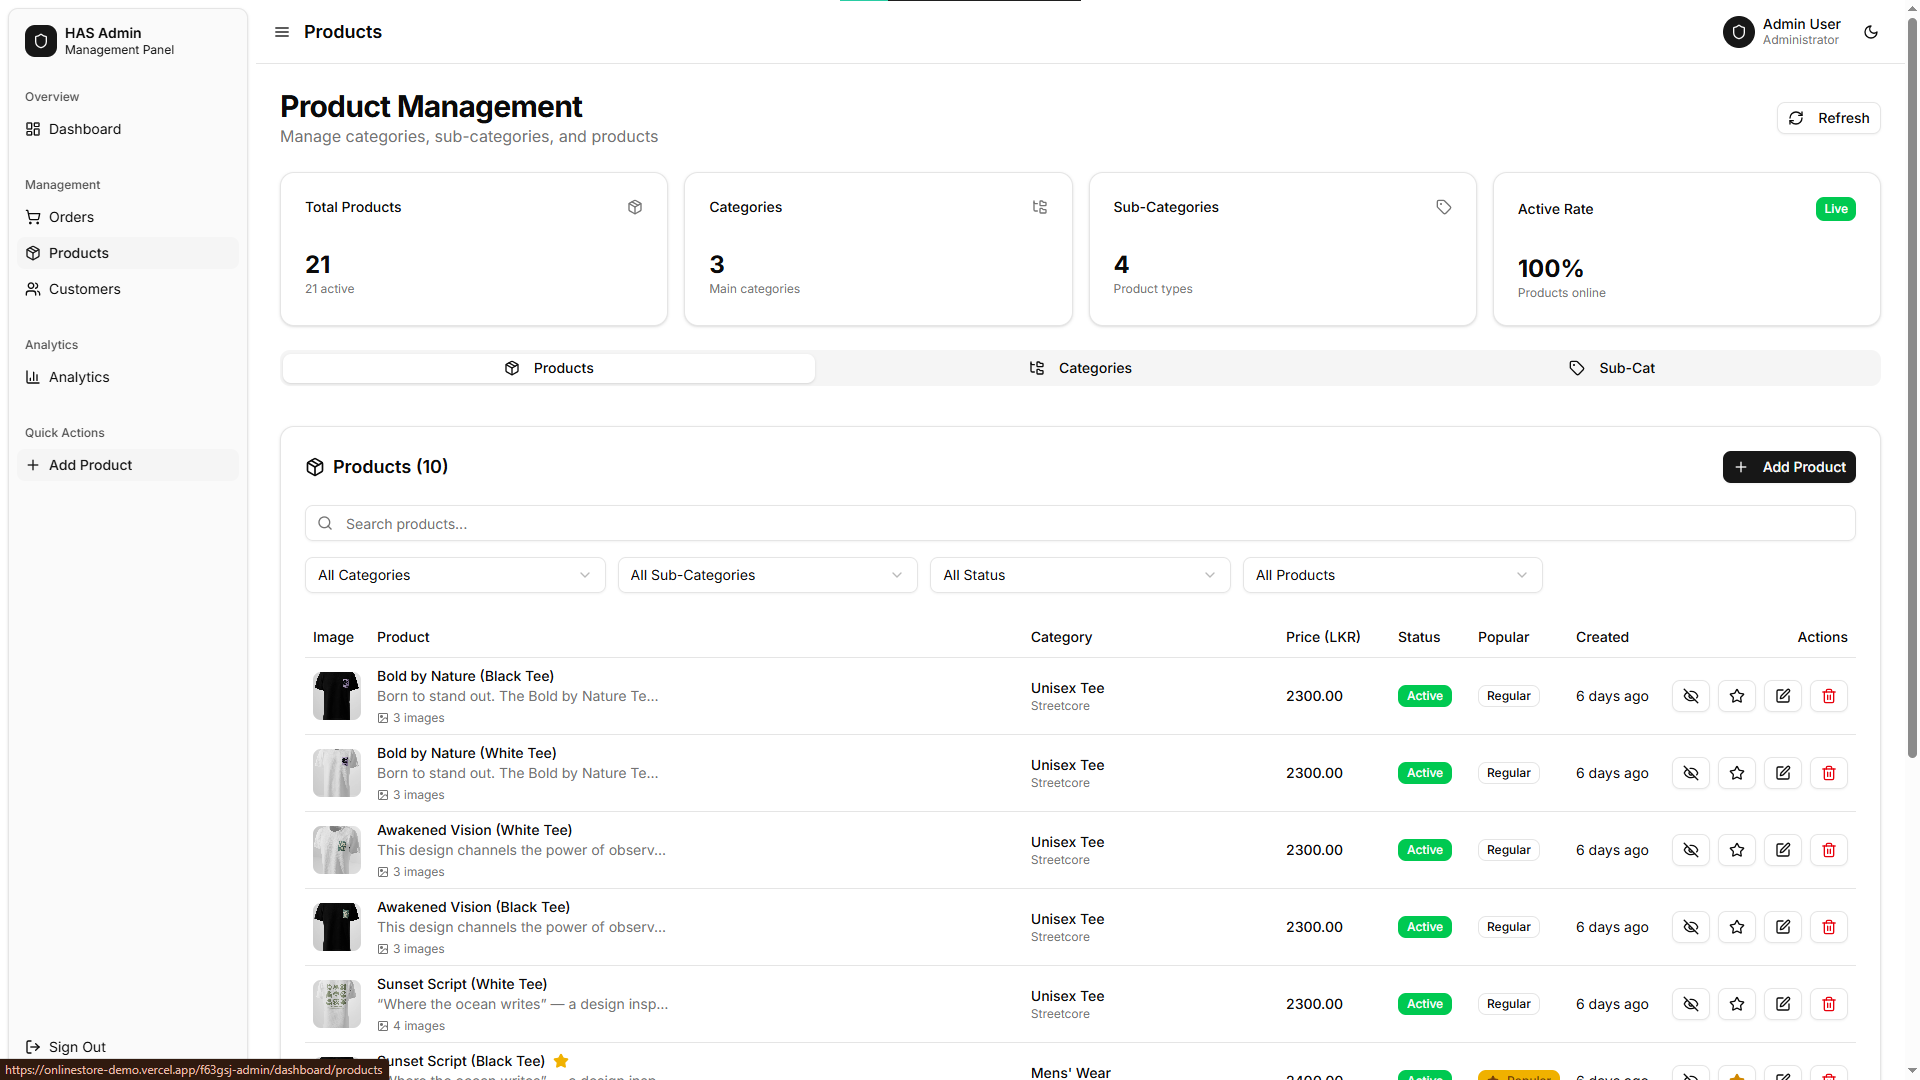 HAS Admin
Management Panel
Overview
Dashboard
Management
Orders
Products
Customers
Analytics
Analytics
Quick Actions
Add Product
Sign Out
https://onlinestore-demo.vercel.app/f63gsj-admin/dashboard/products
Products
Admin User
Administrator
Product Management
Manage categories, sub-categories, and products
Refresh
Total Products
21
21 active
Categories
3
Main categories
Sub-Categories
4
Product types
Active Rate
Live
100%
Products online
Products
Categories
Sub-Cat
Products (10)
Add Product
Search products...
All Categories
All Sub-Categories
All Status
All Products
Image Product Category Price (LKR) Status Popular Created Actions
Bold by Nature (Black Tee)
Born to stand out. The Bold by Nature Te...
3 images
Unisex Tee
Streetcore
2300.00 Active Regular 6 days ago
Bold by Nature (White Tee)
Born to stand out. The Bold by Nature Te...
3 images
Unisex Tee
Streetcore
2300.00 Active Regular 6 days ago
Awakened Vision (White Tee)
This design channels the power of observ...
3 images
Unisex Tee
Streetcore
2300.00 Active Regular 6 days ago
Awakened Vision (Black Tee)
This design channels the power of observ...
3 images
Unisex Tee
Streetcore
2300.00 Active Regular 6 days ago
Sunset Script (White Tee)
“Where the ocean writes” — a design insp...
4 images
Unisex Tee
Streetcore
2300.00 Active Regular 6 days ago
Sunset Script (Black Tee)
Mens' Wear